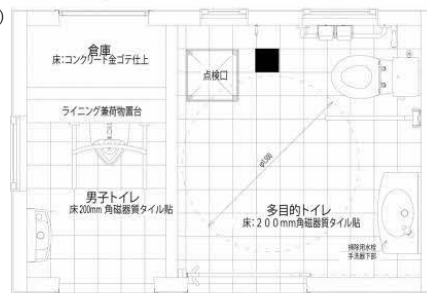 )
倉庫
床:コンクリート金ゴテ仕上
点検口
ライニング兼荷物置台
φ1,500
男子トイレ
床200mm 角磁器質タイル貼
多目的トイレ
床:200mm角磁器質タイル貼
掃除用水栓
手洗器下部